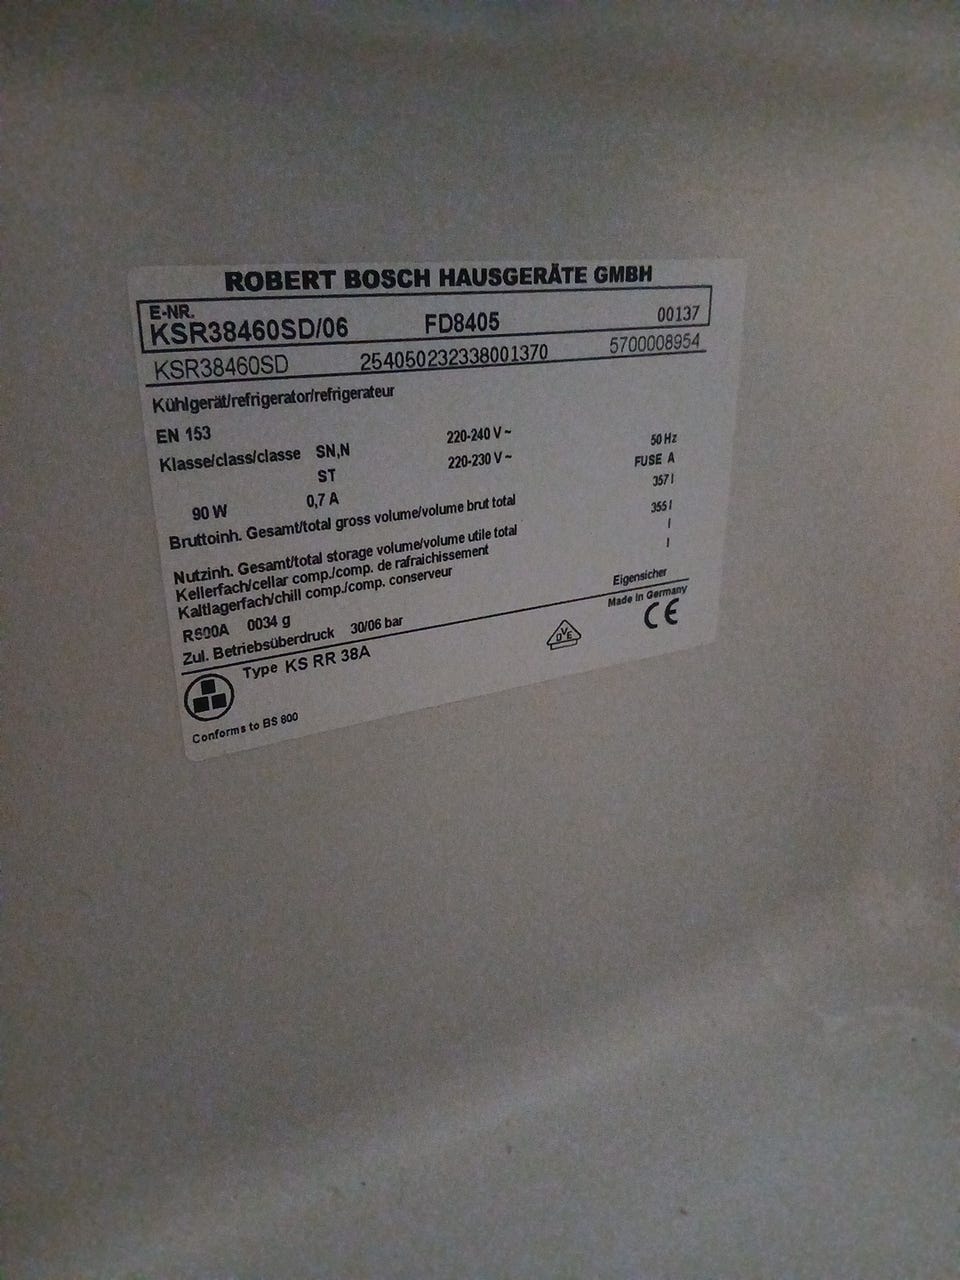 ROBERT BOSCH HAUSGERÄTE GMBH
E-NR.
KSR38460SD/06 FD8405 00137
KSR38460SD 254050232338001370 5700008954
Kühlgerät/refrigerator/refrigerateur
EN 153
Klasse/class/classe SN,N 220-240 V~ 50 Hz
ST 220-230 V~ FUSE A
90 W 0,7 A 357 l
Bruttoinh. Gesamt/total gross volume/volume brut total 355 l
Nutzinh. Gesamt/total storage volume/volume utile total l
Kellerfach/cellar comp./comp. de rafraichissement l
Kaltlagerfach/chill comp./comp. conserveur
R600A 0034 g Eigensicher
Zul. Betriebsüberdruck 30/06 bar Made in Germany
Type KS RR 38A DVE CE
Conforms to BS 800